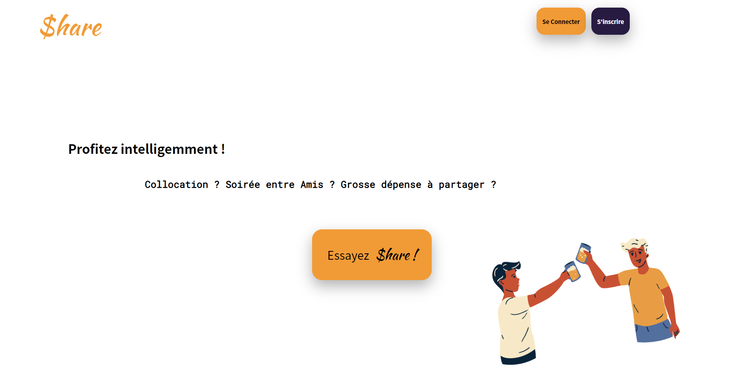 $hare
Se Connecter
S'inscrire
Profitez intelligemment !
Collocation ? Soirée entre Amis ? Grosse dépense à partager ?
Essayez $hare !